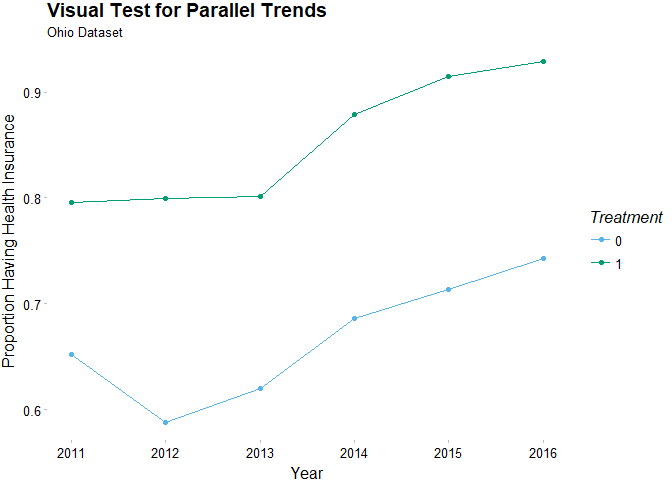 Visual Test for Parallel Trends
Ohio Dataset
Proportion Having Health Insurance
0.9
0.8
0.7
0.6
2011 2012 2013 2014 2015 2016
Year
Treatment
0
1